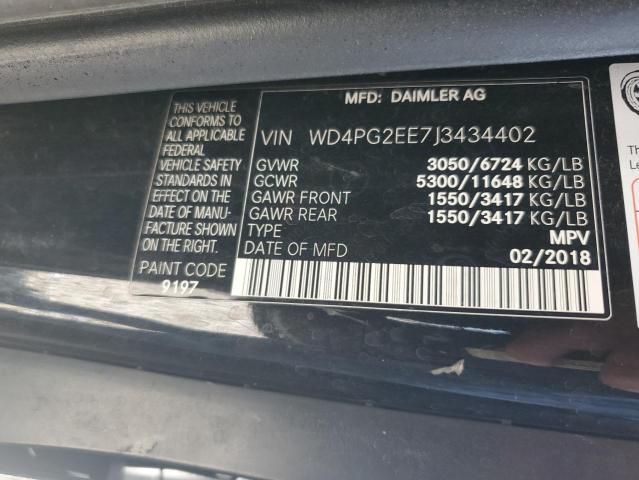 MFD: DAIMLER AG
THIS VEHICLE
CONFORMS TO
ALL APPLICABLE
FEDERAL
VEHICLE SAFETY
STANDARDS IN
EFFECT ON THE
DATE OF MANU-
FACTURE SHOWN
ON THE RIGHT.
PAINT CODE
9197
VIN WD4PG2EE7J3434402
GVWR 3050/6724 KG/LB
GCWR 5300/11648 KG/LB
GAWR FRONT 1550/3417 KG/LB
GAWR REAR 1550/3417 KG/LB
TYPE MPV
DATE OF MFD 02/2018